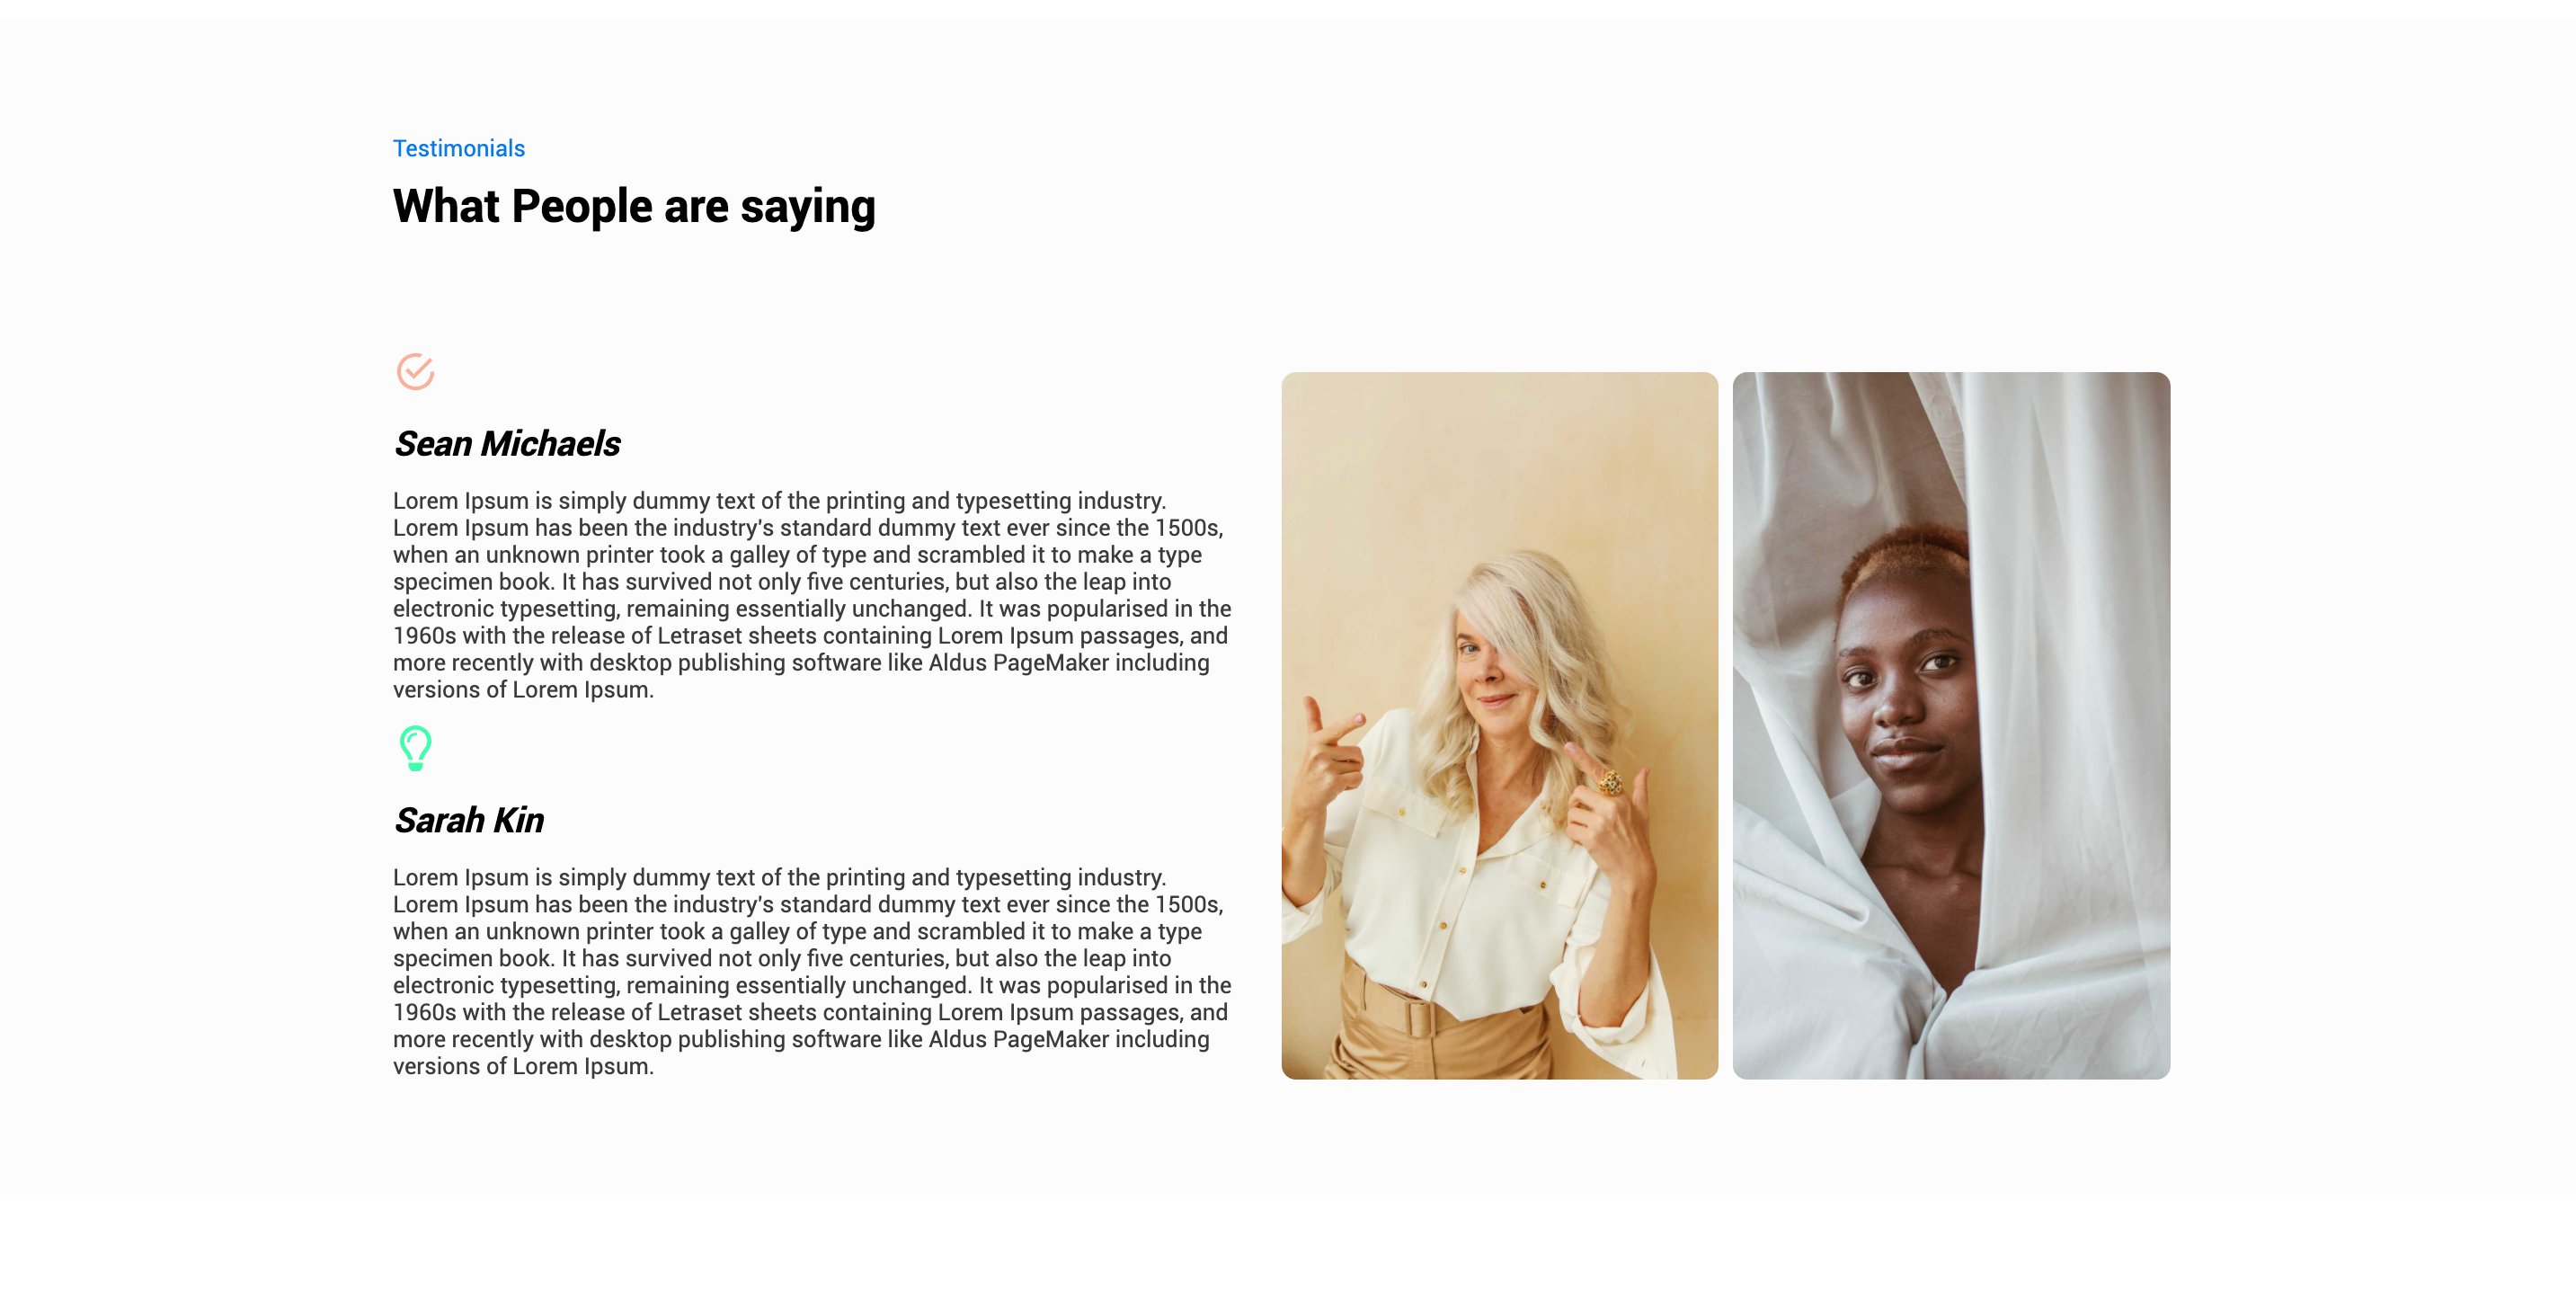 Testimonials
What People are saying
Sean Michaels
Lorem Ipsum is simply dummy text of the printing and typesetting industry.
Lorem Ipsum has been the industry's standard dummy text ever since the 1500s,
when an unknown printer took a galley of type and scrambled it to make a type
specimen book. It has survived not only five centuries, but also the leap into
electronic typesetting, remaining essentially unchanged. It was popularised in the
1960s with the release of Letraset sheets containing Lorem Ipsum passages, and
more recently with desktop publishing software like Aldus PageMaker including
versions of Lorem Ipsum.
Sarah Kin
Lorem Ipsum is simply dummy text of the printing and typesetting industry.
Lorem Ipsum has been the industry's standard dummy text ever since the 1500s,
when an unknown printer took a galley of type and scrambled it to make a type
specimen book. It has survived not only five centuries, but also the leap into
electronic typesetting, remaining essentially unchanged. It was popularised in the
1960s with the release of Letraset sheets containing Lorem Ipsum passages, and
more recently with desktop publishing software like Aldus PageMaker including
versions of Lorem Ipsum.